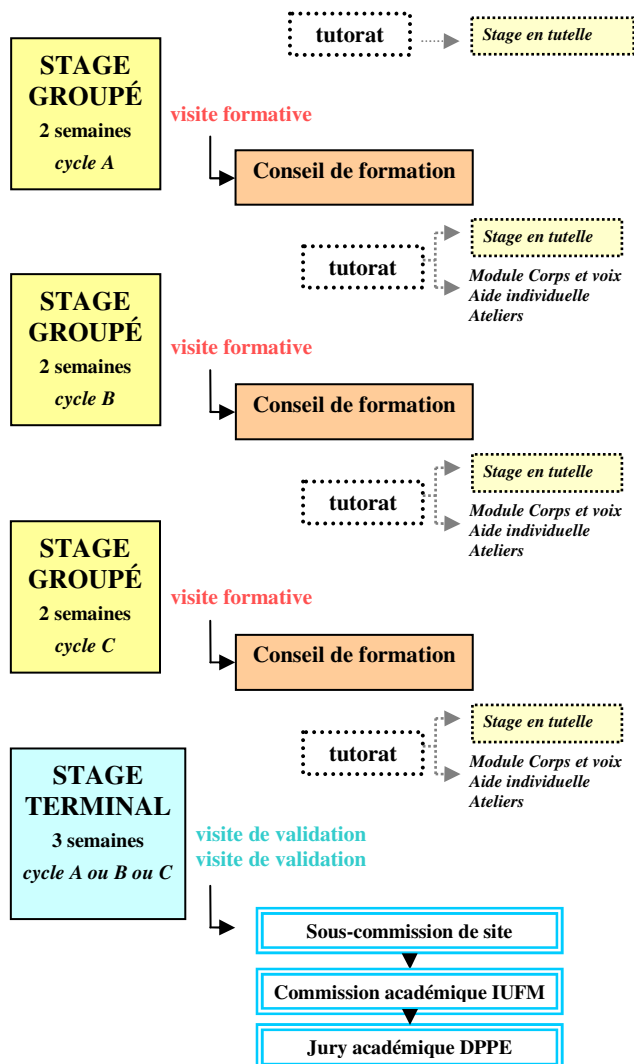 tutorat
Stage en tutelle
STAGE
GROUPÉ
2 semaines
cycle A
visite formative
Conseil de formation
tutorat
Stage en tutelle
Module Corps et voix
Aide individuelle
Ateliers
STAGE
GROUPÉ
2 semaines
cycle B
visite formative
Conseil de formation
tutorat
Stage en tutelle
Module Corps et voix
Aide individuelle
Ateliers
STAGE
GROUPÉ
2 semaines
cycle C
visite formative
Conseil de formation
tutorat
Stage en tutelle
Module Corps et voix
Aide individuelle
Ateliers
STAGE
TERMINAL
3 semaines
cycle A ou B ou C
visite de validation
visite de validation
Sous-commission de site
Commission académique IUFM
Jury académique DPPE